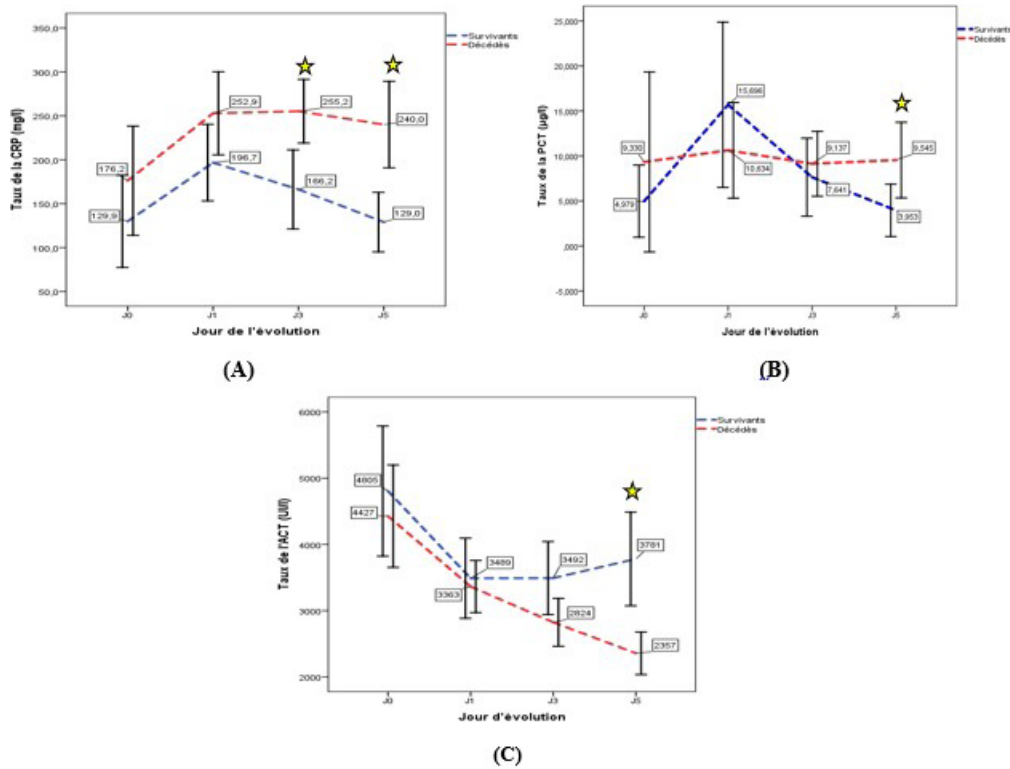 350,0
300,0
250,0
200,0
150,0
100,0
50,0
Taux de la CRP (mg/l)
Survivants
Décédès
176,2
252,9
255,2
240,0
129,9
196,7
166,2
129,0
J0 J1 J3 J5
Jour de l'évolution
(A)
25,000
20,000
15,000
10,000
5,000
,000
-5,000
Taux de la PCT (µg/l)
Survivants
Décédès
9,330
15,696
9,137
9,545
4,979
10,634
7,641
3,953
J0 J1 J3 J5
Jour de l'évolution
(B)
6000
5000
4000
3000
2000
Taux de l'ACT (UI/l)
Survivants
Décédès
4805
4427
3489
3492
3781
3363
2824
2357
J0 J1 J3 J5
Jour d'évolution
(C)